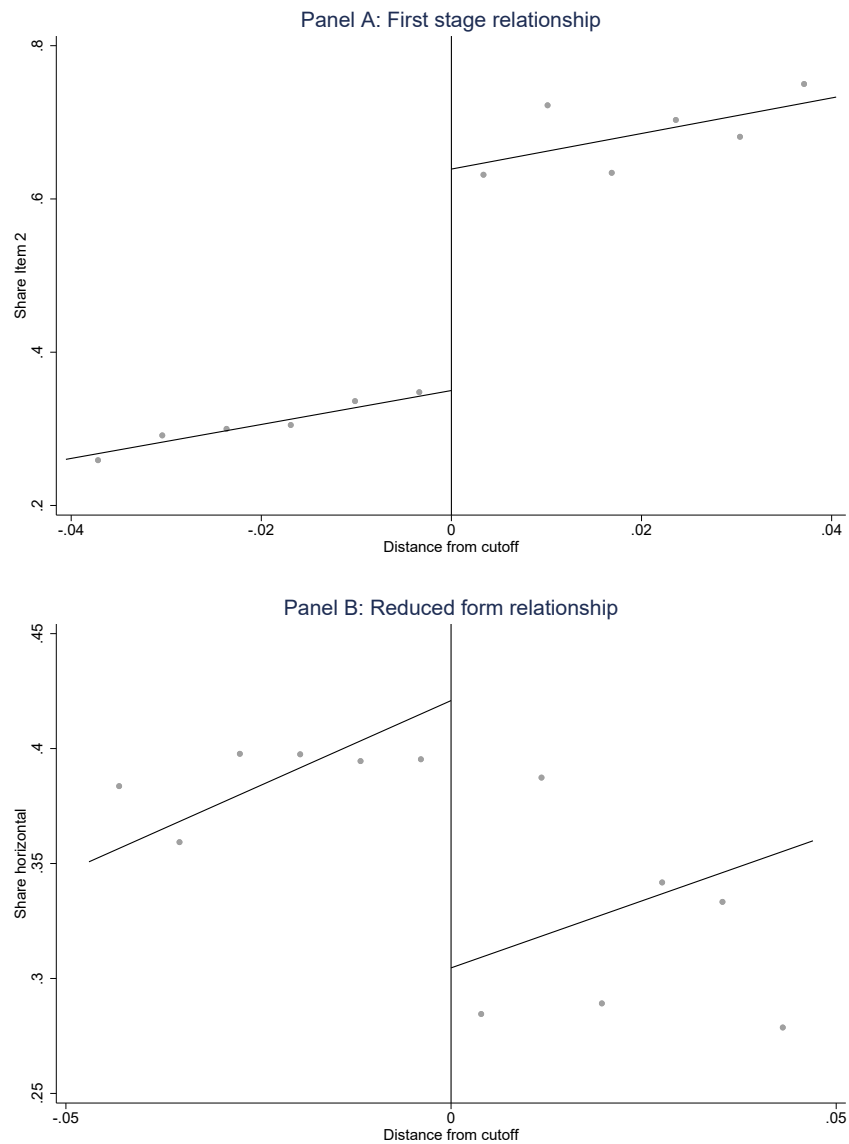 Panel A: First stage relationship
.8
.6
.4
.2
Share Item 2
-.04
-.02
0
.02
.04
Distance from cutoff
Panel B: Reduced form relationship
.45
.4
.35
.3
.25
Share horizontal
-.05
0
.05
Distance from cutoff